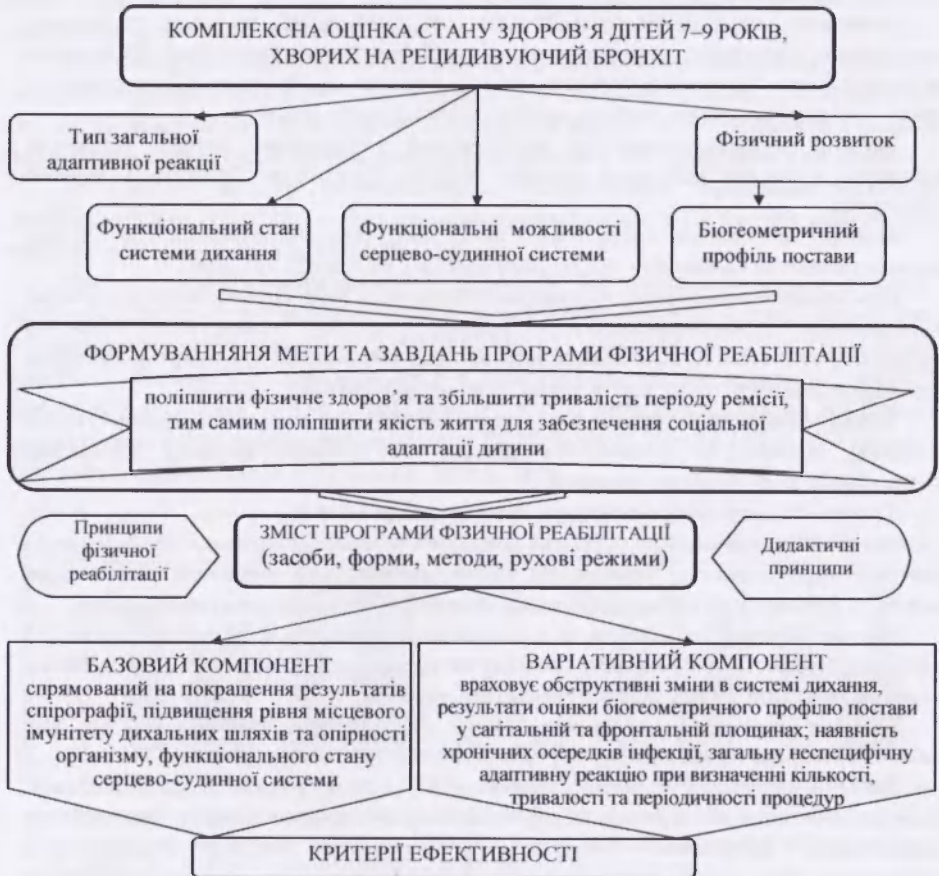 КОМПЛЕКСНА ОЦІНКА СТАНУ ЗДОРОВ’Я ДІТЕЙ 7–9 РОКІВ,
ХВОРИХ НА РЕЦИДИВУЮЧИЙ БРОНХІТ
Тип загальної
адаптивної реакції
Фізичний розвиток
Функціональний стан
системи дихання
Функціональні можливості
серцево-судинної системи
Біогеометричний
профіль постави
ФОРМУВАННЯНЯ МЕТИ ТА ЗАВДАНЬ ПРОГРАМИ ФІЗИЧНОЇ РЕАБІЛІТАЦІЇ
поліпшити фізичне здоров’я та збільшити тривалість періоду ремісії,
тим самим поліпшити якість життя для забезпечення соціальної
адаптації дитини
Принципи
фізичної
реабілітації
ЗМІСТ ПРОГРАМИ ФІЗИЧНОЇ РЕАБІЛІТАЦІЇ
(засоби, форми, методи, рухові режими)
Дидактичні
принципи
БАЗОВИЙ КОМПОНЕНТ
спрямований на покращення результатів
спірографії, підвищення рівня місцевого
імунітету дихальних шляхів та опірності
організму, функціонального стану
серцево-судинної системи
ВАРІАТИВНИЙ КОМПОНЕНТ
враховує обструктивні зміни в системі дихання,
результати оцінки біогеометричного профілю постави
у сагітальній та фронтальній площинах; наявність
хронічних осередків інфекції, загальну неспецифічну
адаптивну реакцію при визначенні кількості,
тривалості та періодичності процедур
КРИТЕРІЇ ЕФЕКТИВНОСТІ